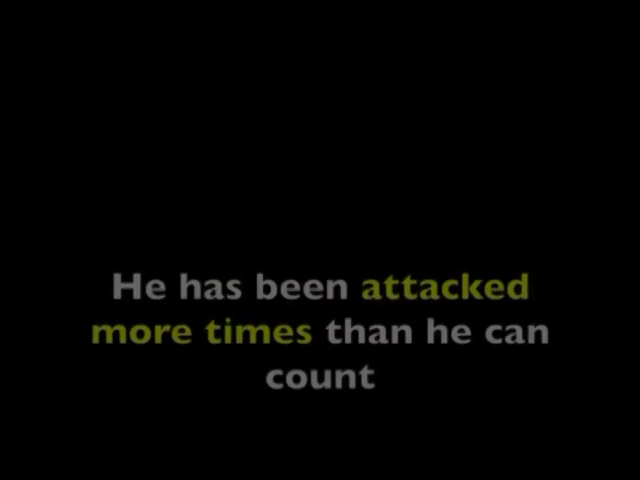 He has been attacked
more times than he can
count